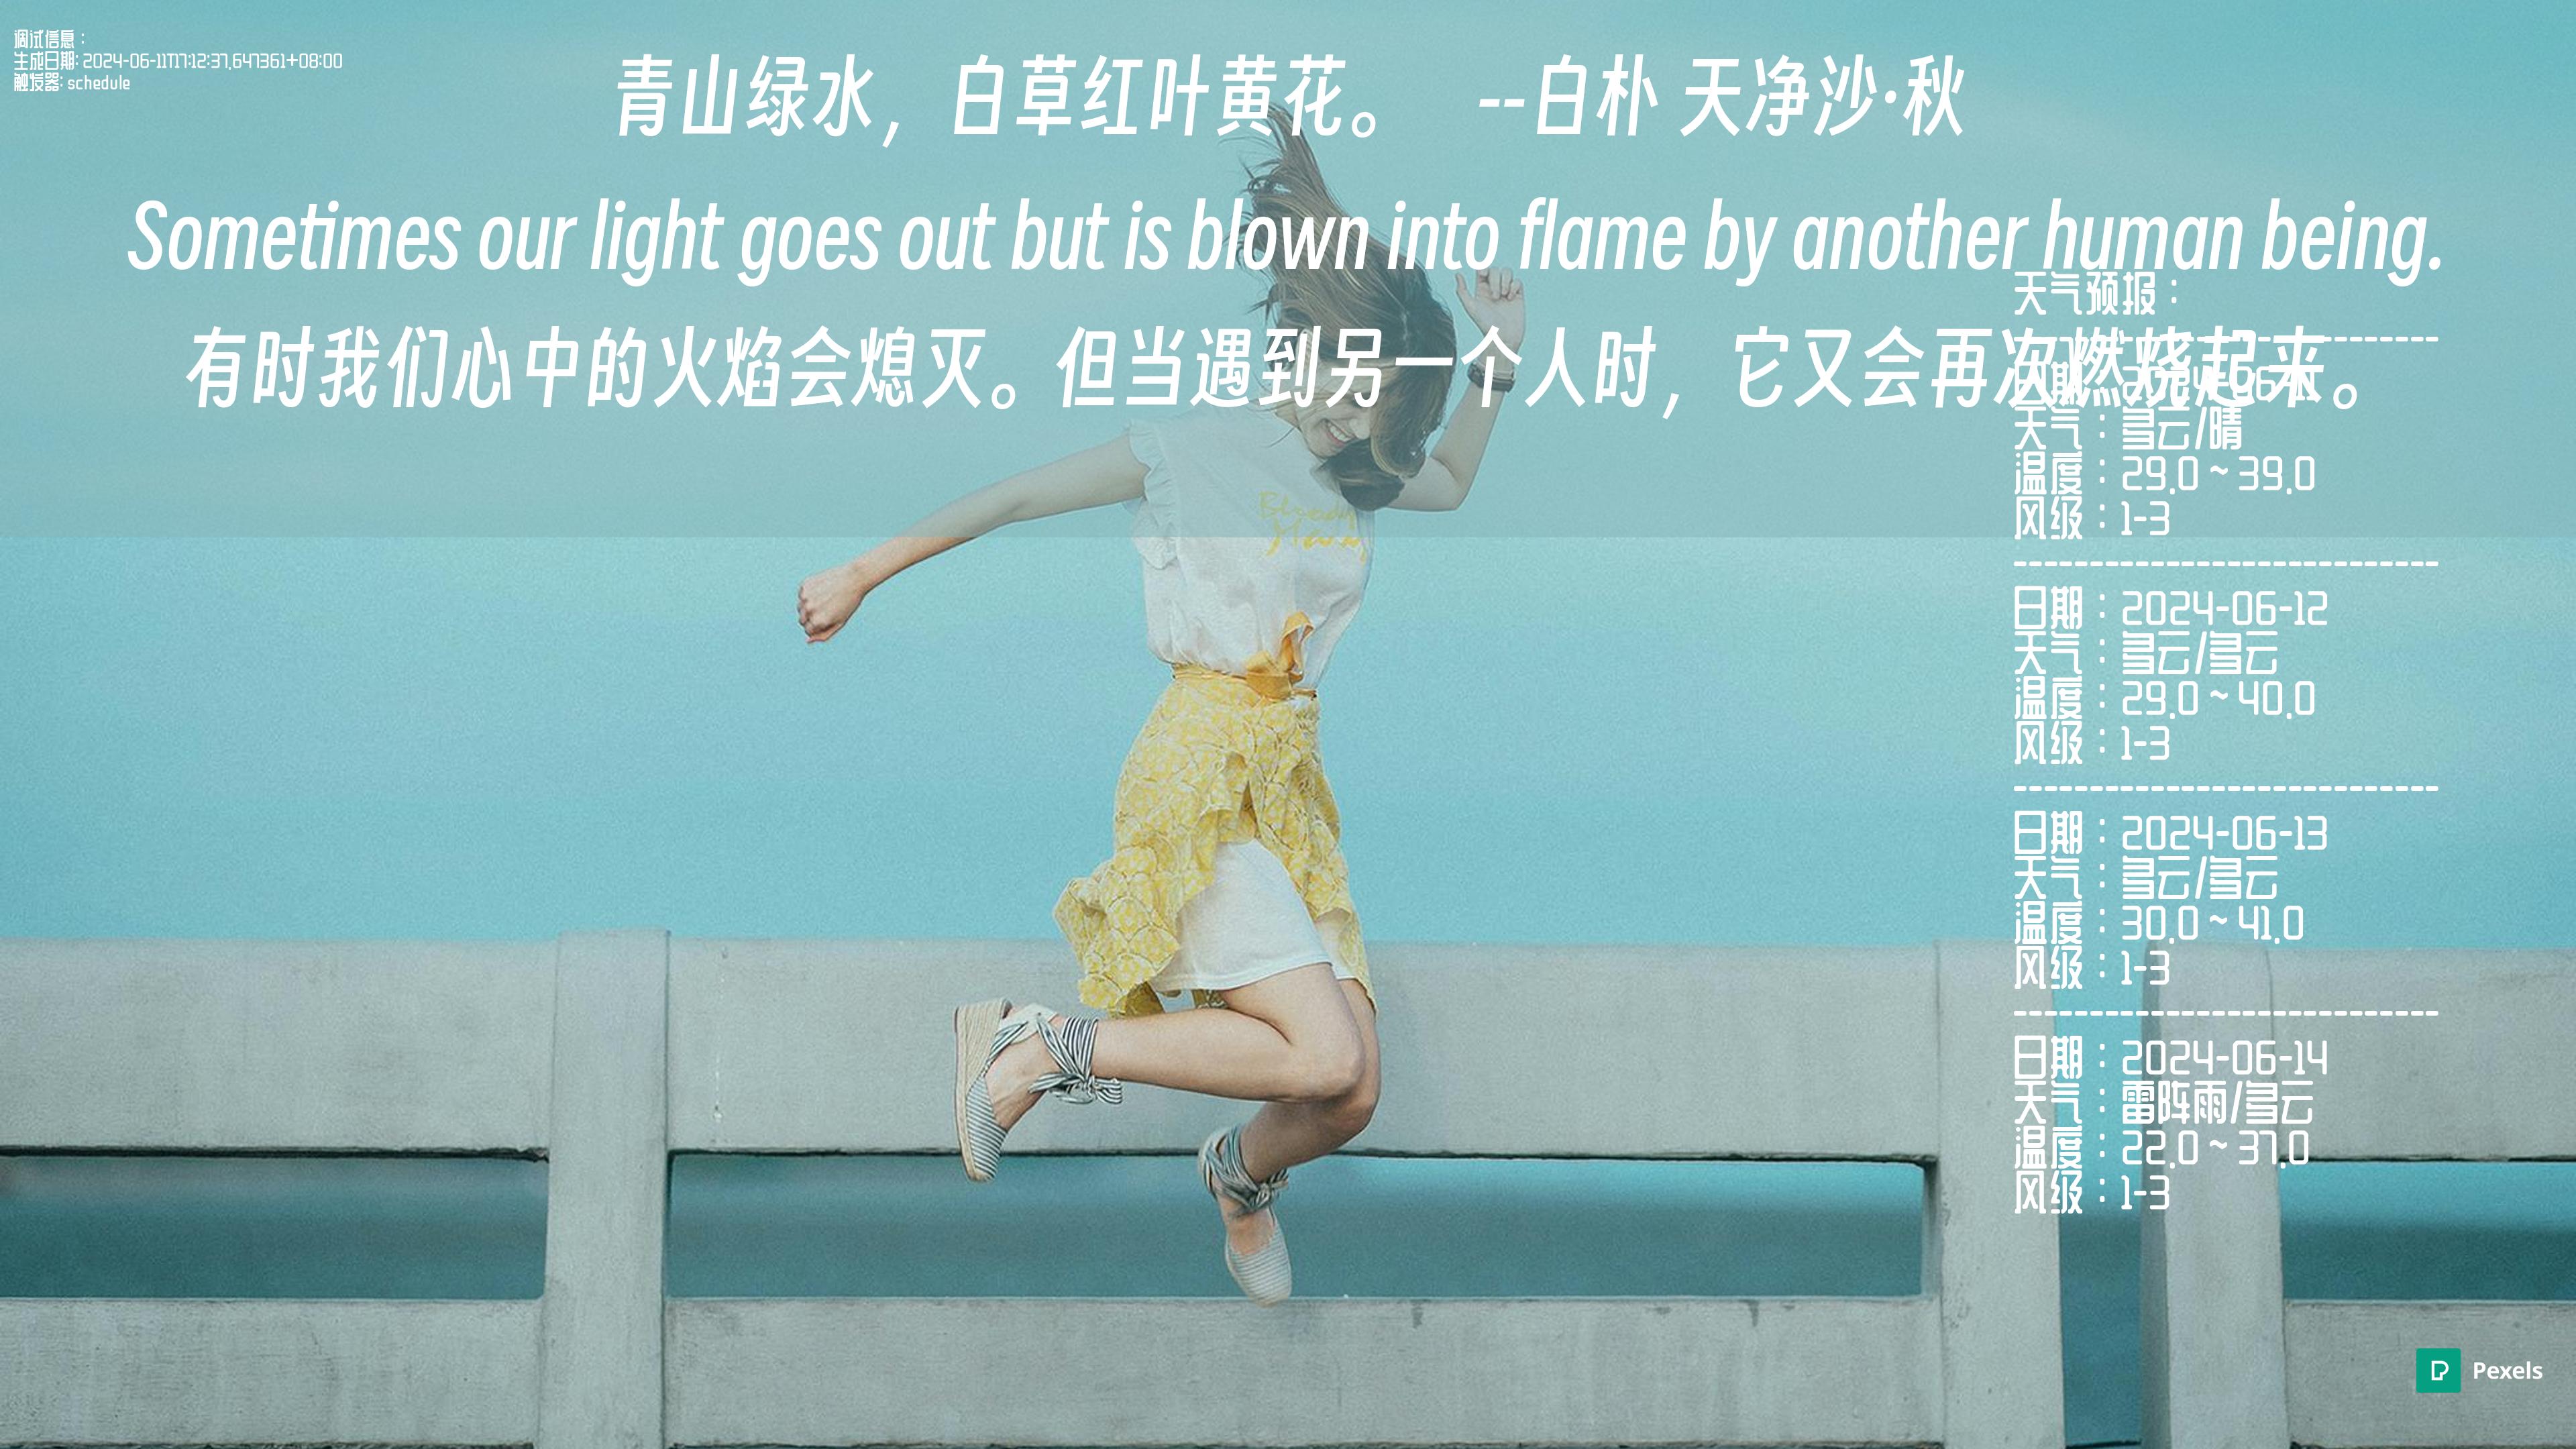 调试信息：
生成日期: 2024-06-11T17:12:37.647361+08:00
触发器: schedule
青山绿水，白草红叶黄花。 --白朴 天净沙·秋
Sometimes our light goes out but is blown into flame by another human being.
有时我们心中的火焰会熄灭。但当遇到另一个人时，它又会再次燃烧起来。
天气预报：
----------------------------
日期：2024-06-11
天气：多云/晴
温度：29.0 ~ 39.0
风级：1-3
----------------------------
日期：2024-06-12
天气：多云/多云
温度：29.0 ~ 40.0
风级：1-3
----------------------------
日期：2024-06-13
天气：多云/多云
温度：30.0 ~ 41.0
风级：1-3
----------------------------
日期：2024-06-14
天气：雷阵雨/多云
温度：22.0 ~ 37.0
风级：1-3
Bloody
Mary
Pexels